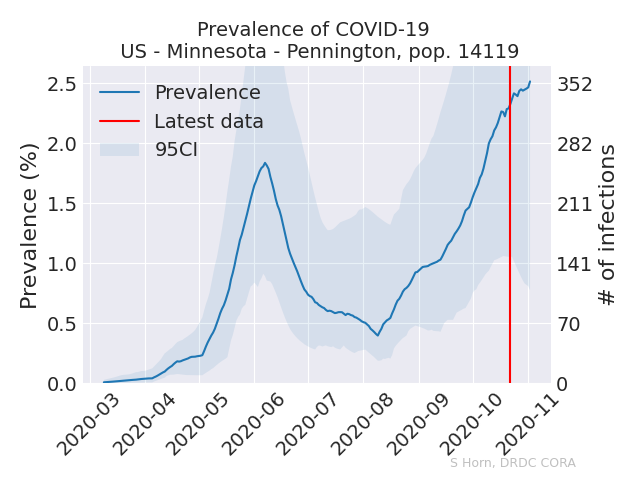 Prevalence of COVID-19
US - Minnesota - Pennington, pop. 14119
Prevalence
Latest data
95CI
Prevalence (%)
2.5
2.0
1.5
1.0
0.5
0.0
352
282
211
141
70
0
# of infections
2020-03
2020-04
2020-05
2020-06
2020-07
2020-08
2020-09
2020-10
2020-11
S Horn, DRDC CORA